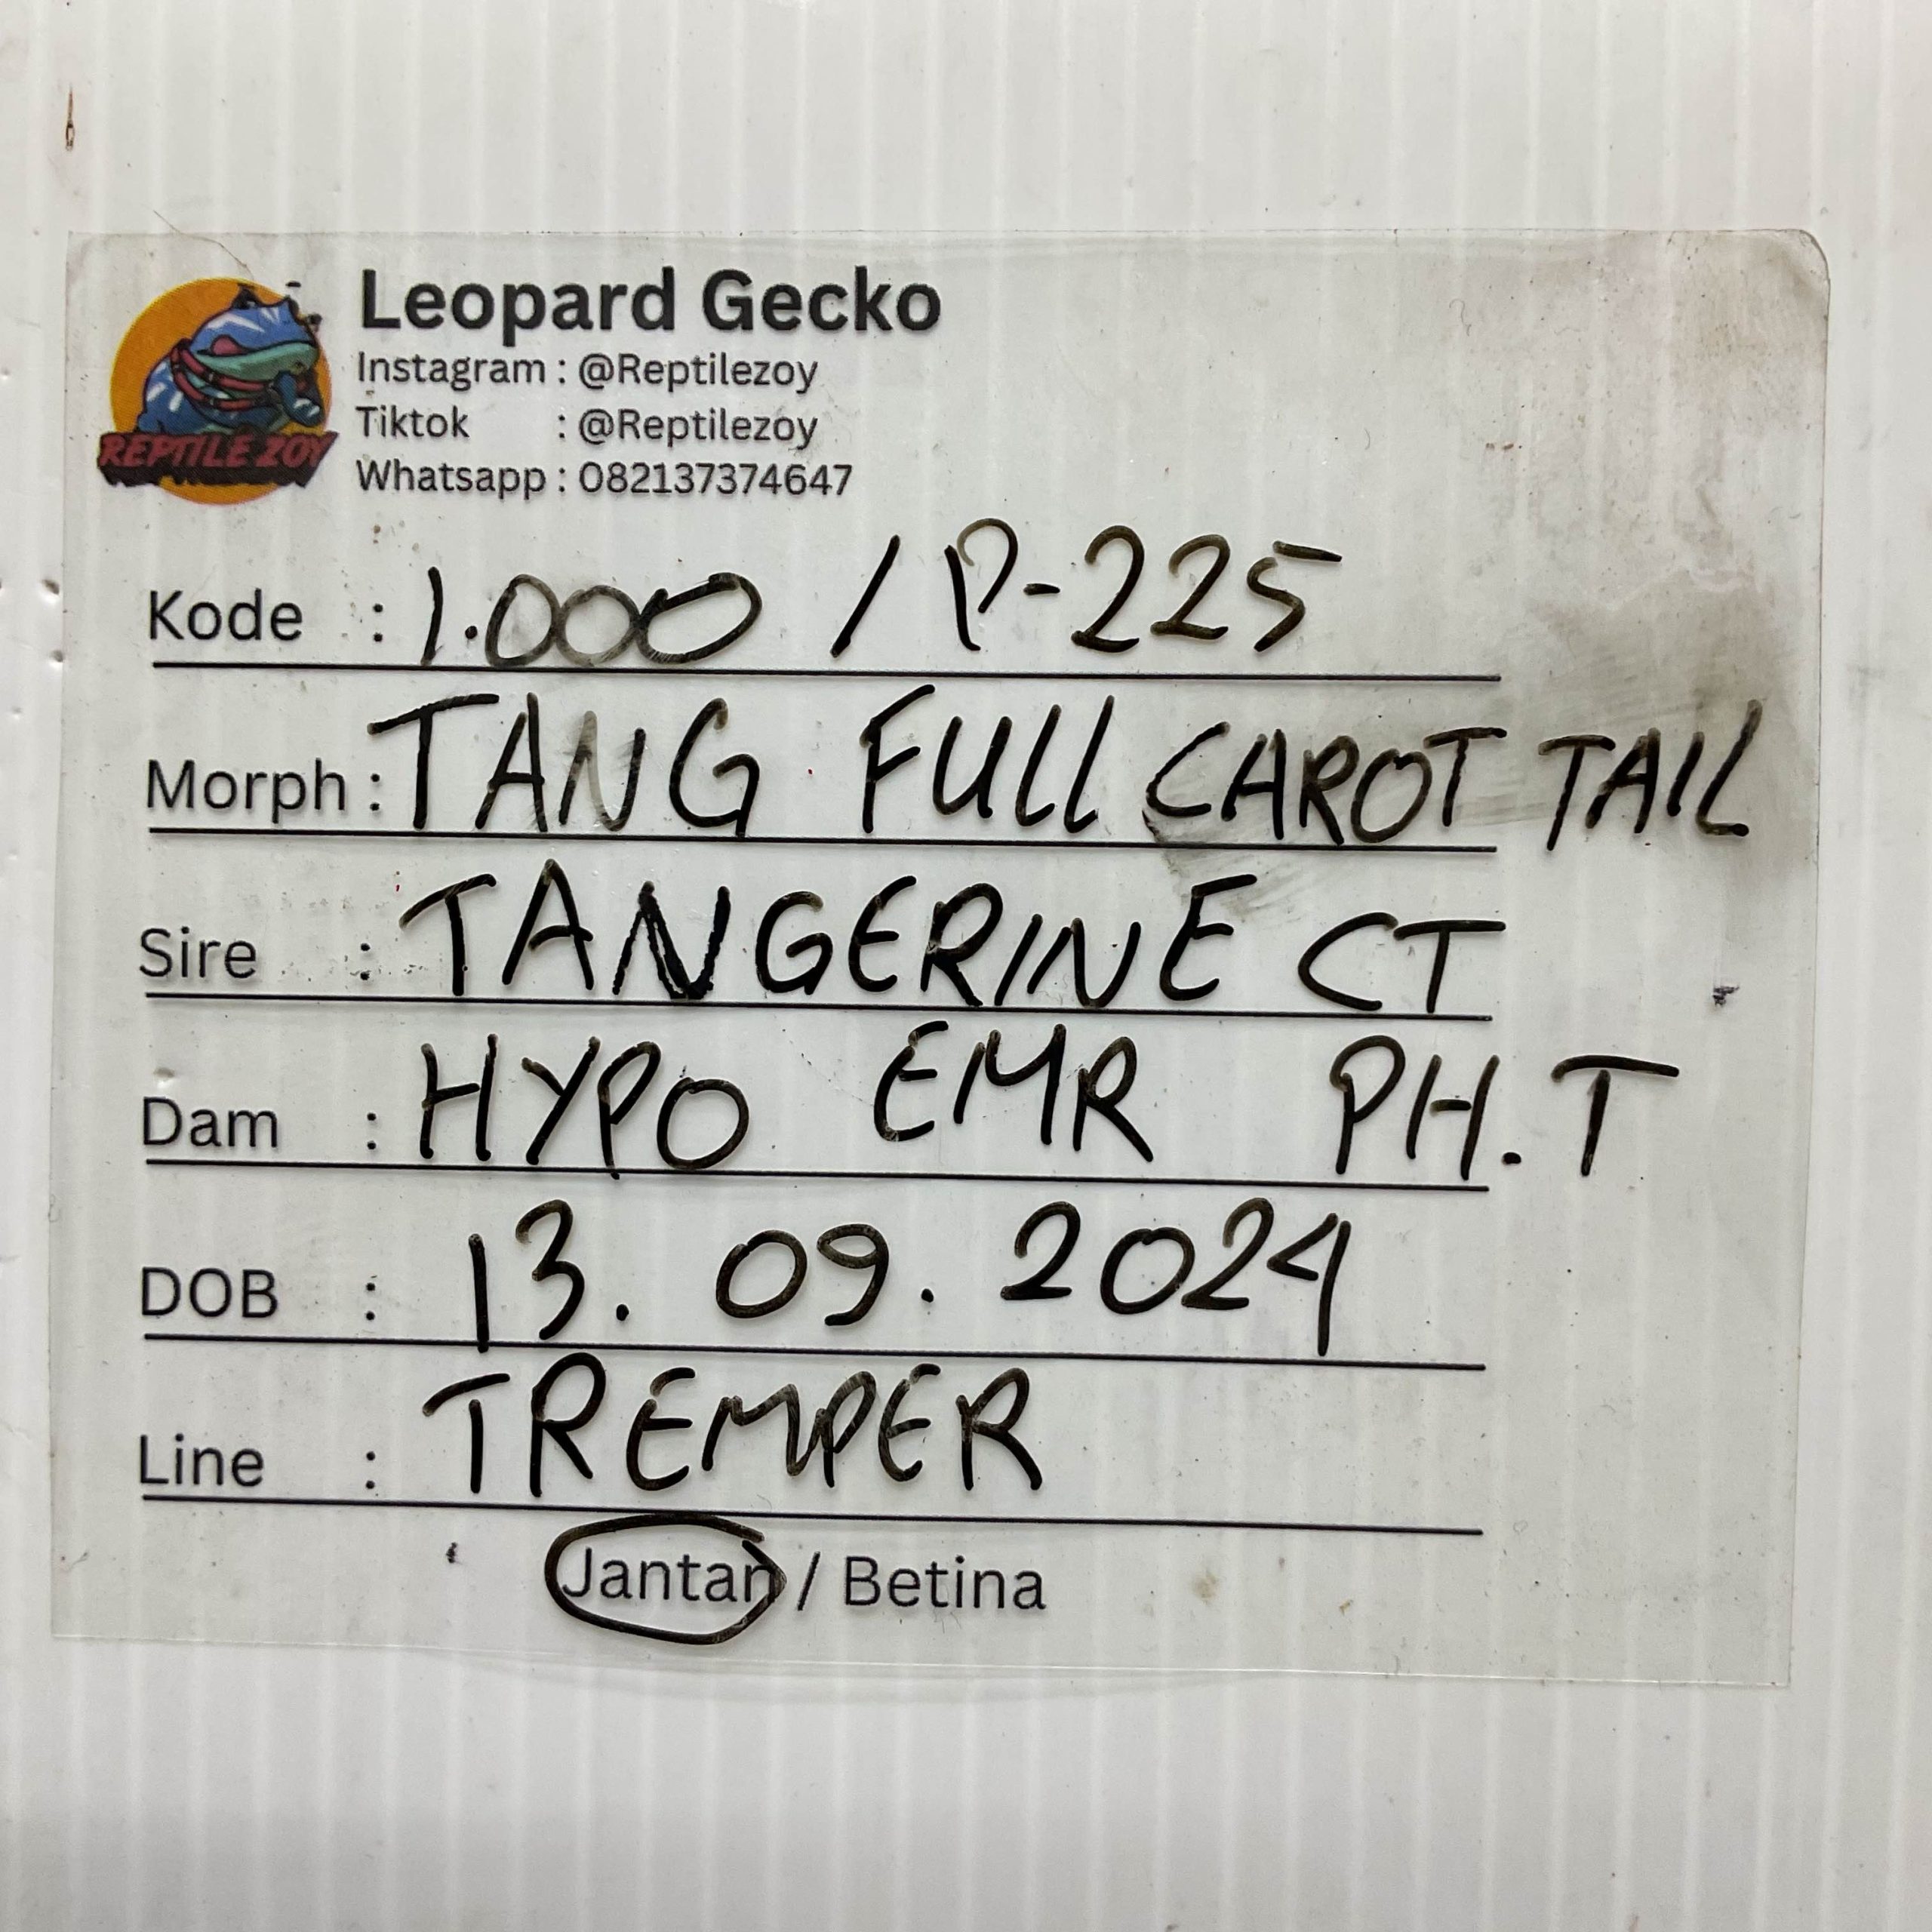 Leopard Gecko
Instagram : @Reptilezoy
Tiktok : @Reptilezoy
Whatsapp : 082137374647
REPTILE ZOY
Kode : 1.000 / P-225
Morph : TANG FULL CAROT TAIL
Sire : TANGERINE CT
Dam : HYPO EMR PH.T
DOB : 13. 09. 2024
Line : TREMPER
Jantan / Betina